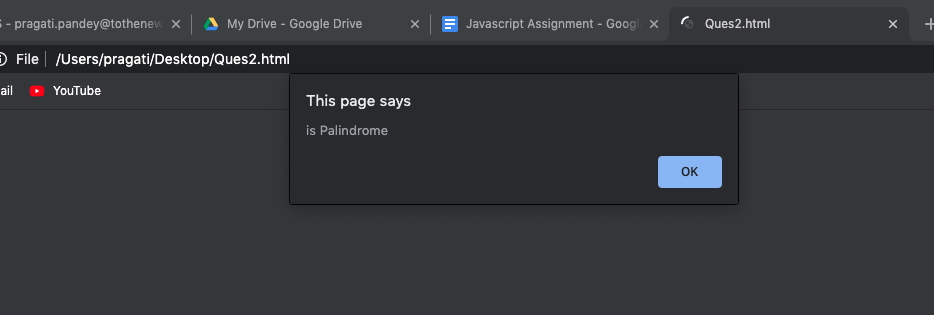 - pragati.pandey@tothenew
My Drive - Google Drive
Javascript Assignment - Googl
Ques2.html
File
/Users/pragati/Desktop/Ques2.html
ail
YouTube
This page says
is Palindrome
OK